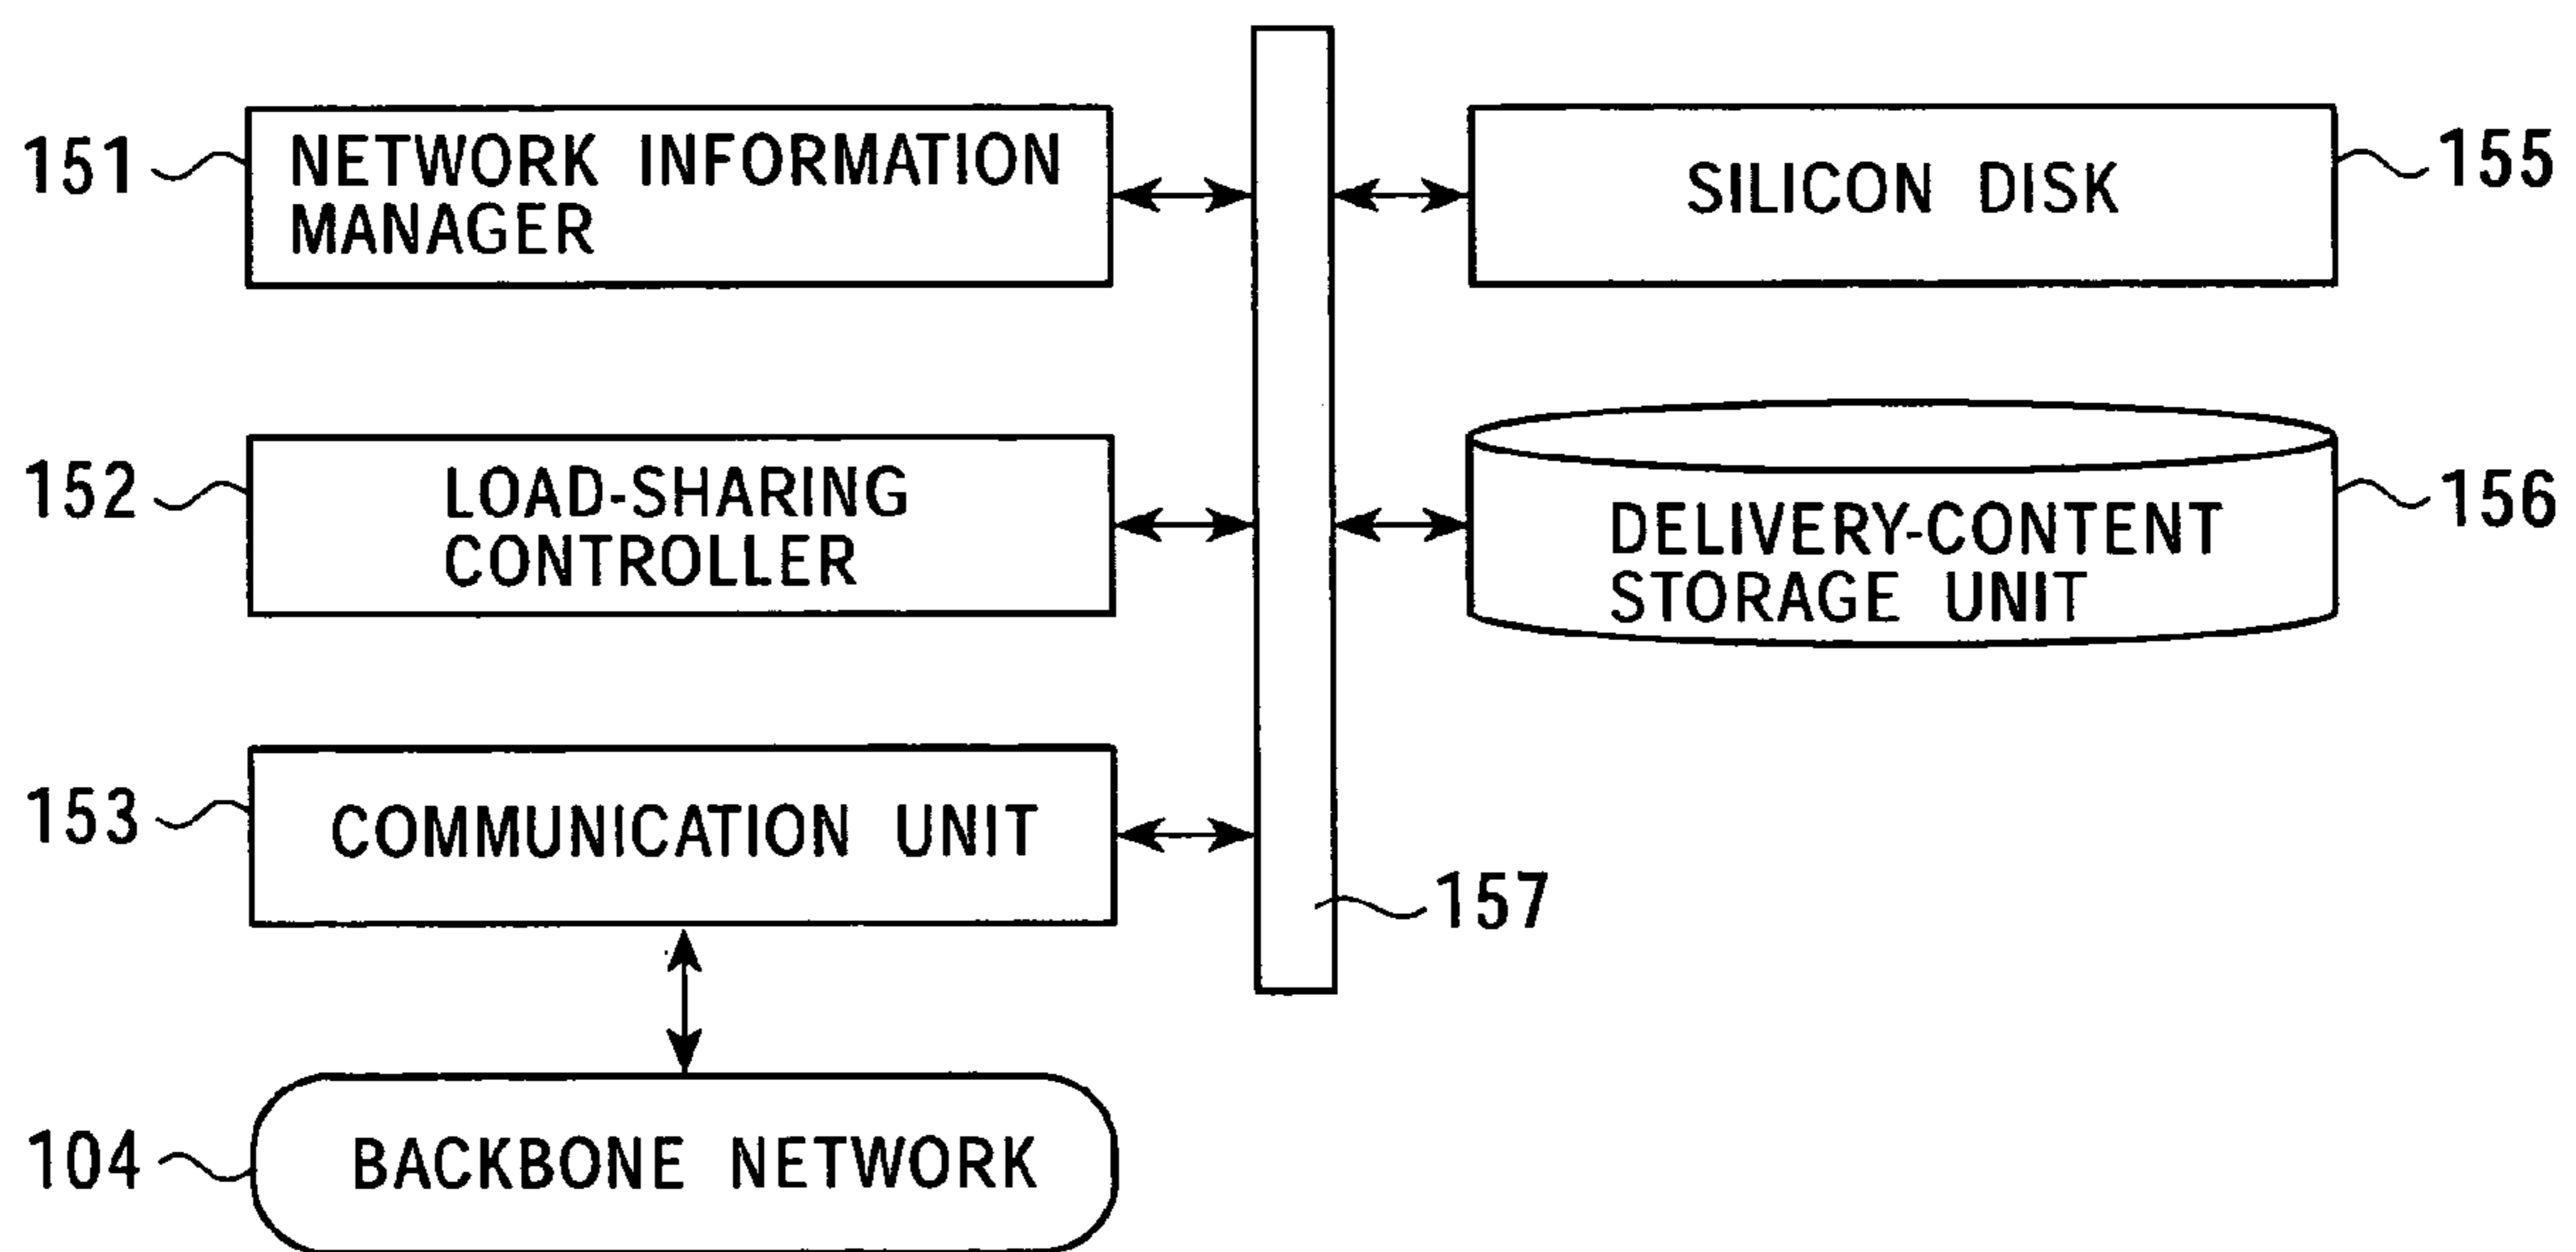 151
NETWORK INFORMATION
MANAGER
SILICON DISK
155
152
LOAD-SHARING
CONTROLLER
DELIVERY-CONTENT
STORAGE UNIT
156
153
COMMUNICATION UNIT
157
104
BACKBONE NETWORK